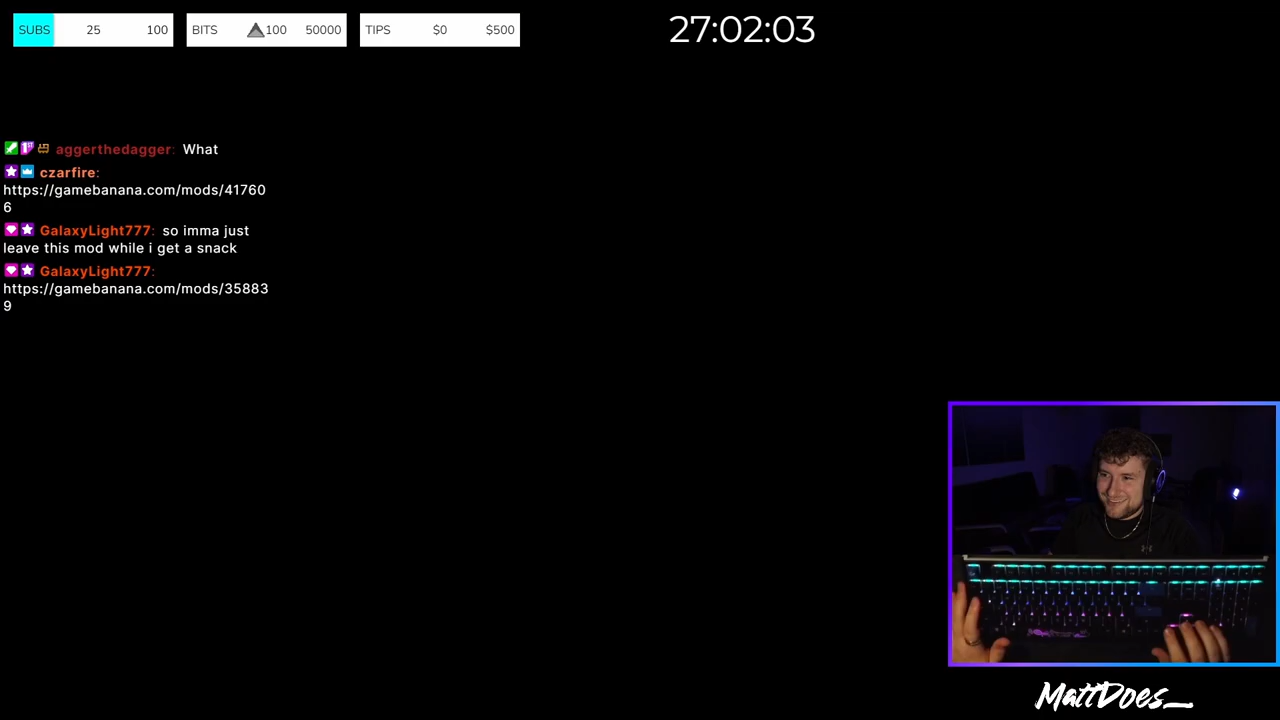 SUBS 25 100
BITS 100 50000
TIPS $0 $500
27:02:03
aggerthedagger: What
czarfire:
https://gamebanana.com/mods/41760
6
GalaxyLight777: so imma just
leave this mod while i get a snack
GalaxyLight777:
https://gamebanana.com/mods/35883
9
MattDoes_